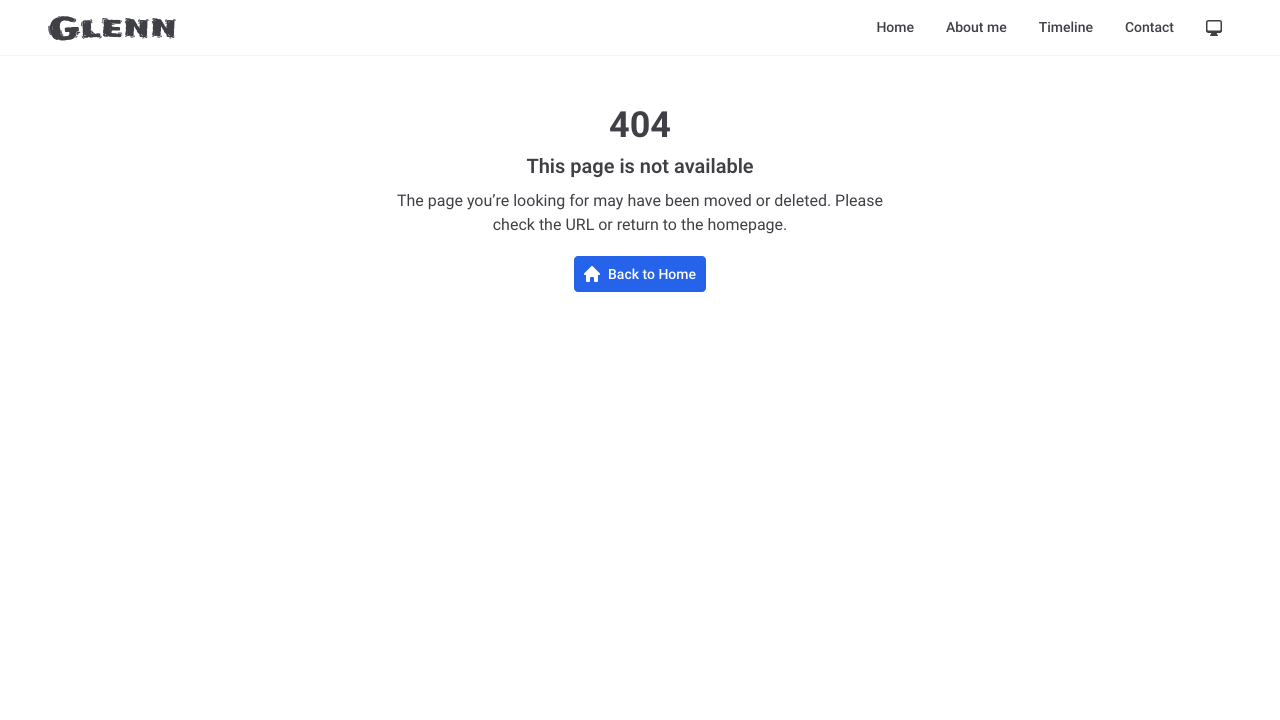 GLENN
Home
About me
Timeline
Contact
404
This page is not available
The page you’re looking for may have been moved or deleted. Please
check the URL or return to the homepage.
Back to Home